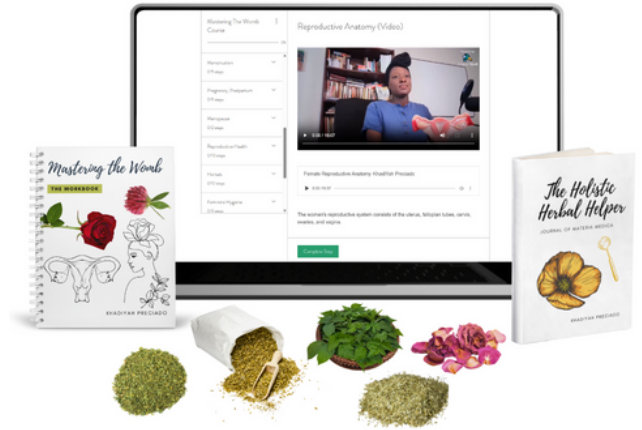 Mastering The Womb
Course
Menstruation
Pregnancy, Postpartum
Menopause
Reproductive Health
Herbals
Feminine Hygiene
Reproductive Anatomy (Video)
Female Reproductive Anatomy Khadiyah Preciado
The women's reproductive system consists of the uterus, fallopian tubes, cervix,
ovaries, and vagina.
Complete Step
Mastering the Womb
THE WORKBOOK
KHADIYAH PRECIADO
The Holistic
Herbal Helper
JOURNAL OF MATERIA MEDICA
KHADIYAH PRECIADO